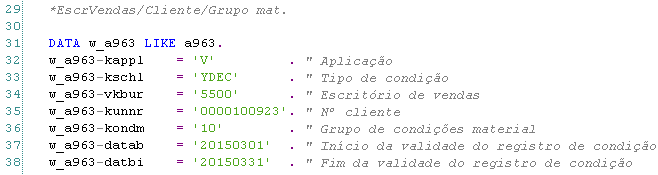 29 *EscrVendas/Cliente/Grupo mat.
30
31 DATA w_a963 LIKE a963.
32 w_a963-kappl = 'V' . " Aplicação
33 w_a963-kschl = 'YDEC' . " Tipo de condição
34 w_a963-vkbur = '5500' . " Escritório de vendas
35 w_a963-kunnr = '0000100923'. " Nº cliente
36 w_a963-kondm = '10' . " Grupo de condições material
37 w_a963-datab = '20150301' . " Início da validade do registro de condição
38 w_a963-datbi = '20150331' . " Fim da validade do registro de condição